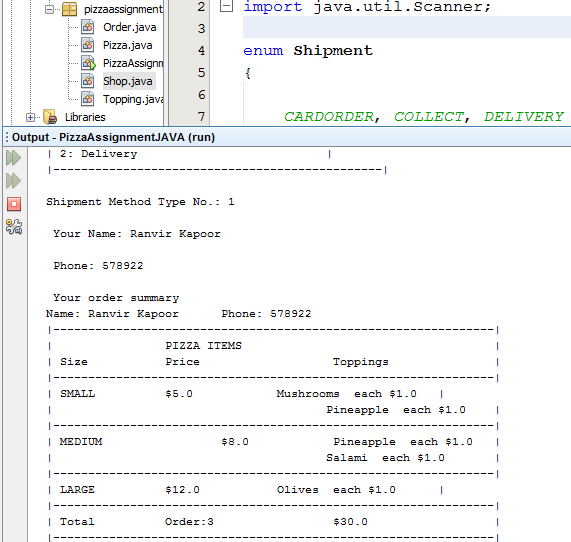 pizzaassignment
Order.java
Pizza.java
PizzaAssignm
Shop.java
Topping.java
Libraries
2 import java.util.Scanner;
3
4 enum Shipment
5 {
6
7 CARDORDER, COLLECT, DELIVERY
Output - PizzaAssignmentJAVA (run)
| 2: Delivery |
|-----------------------------------------------|
Shipment Method Type No.: 1
Your Name: Ranvir Kapoor
Phone: 578922
Your order summary
Name: Ranvir Kapoor Phone: 578922
|---------------------------------------------------------------|
| PIZZA ITEMS |
| Size Price Toppings |
|---------------------------------------------------------------|
| SMALL $5.0 Mushrooms each $1.0 |
Pineapple each $1.0 |
|---------------------------------------------------------------|
| MEDIUM $8.0 Pineapple each $1.0 |
| Salami each $1.0 |
|---------------------------------------------------------------|
| LARGE $12.0 Olives each $1.0 |
|---------------------------------------------------------------|
| Total Order:3 $30.0 |
|---------------------------------------------------------------|